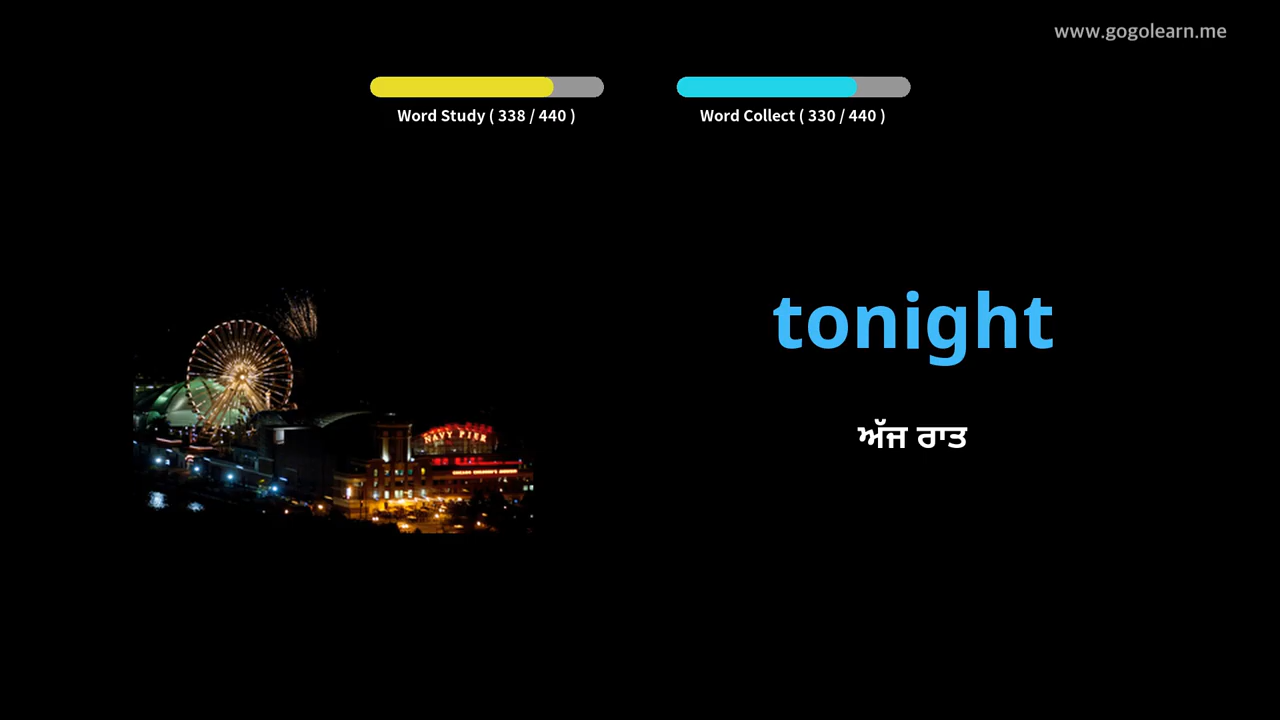 www.gogolearn.me
Word Study ( 338 / 440 )
Word Collect ( 330 / 440 )
tonight
ਅੱਜ ਰਾਤ
NAVY PIER